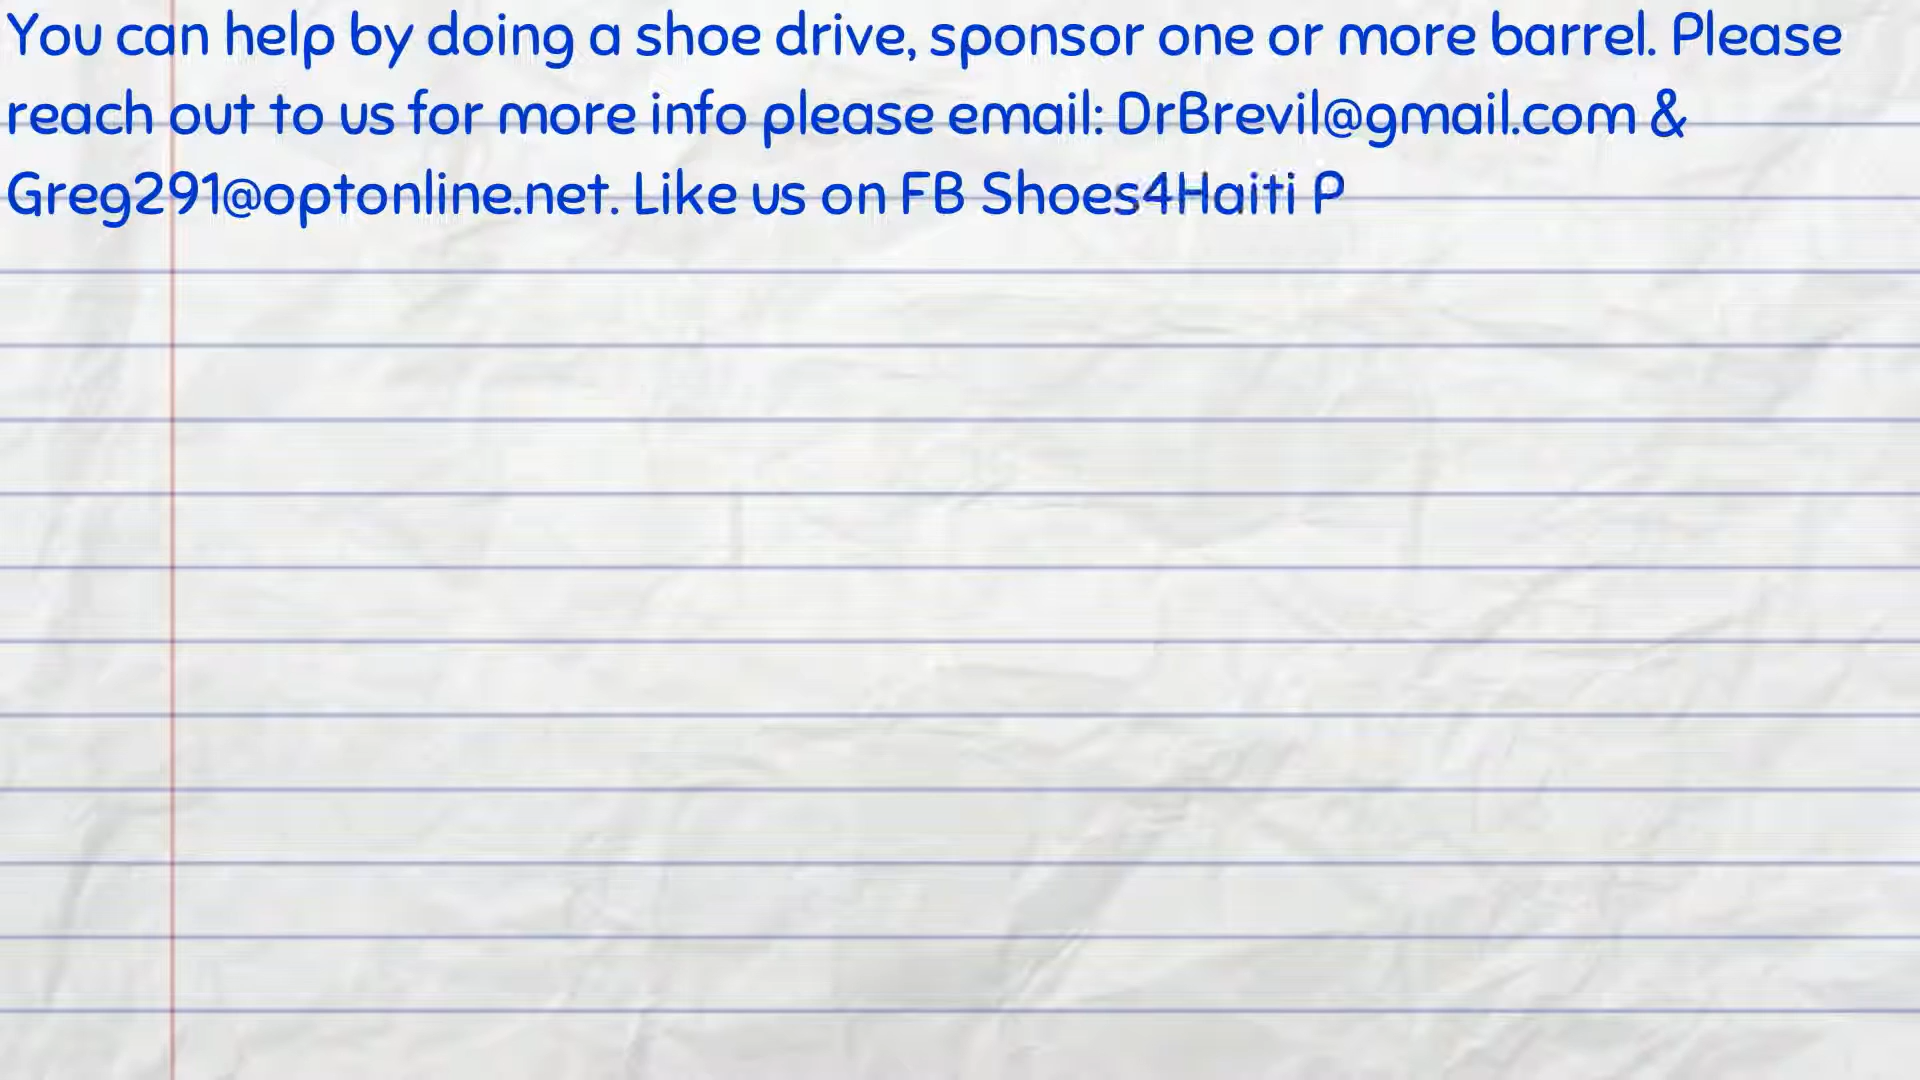 You can help by doing a shoe drive, sponsor one or more barrel. Please
reach out to us for more info please email: DrBrevil@gmail.com &
Greg291@optonline.net. Like us on FB Shoes4Haiti P